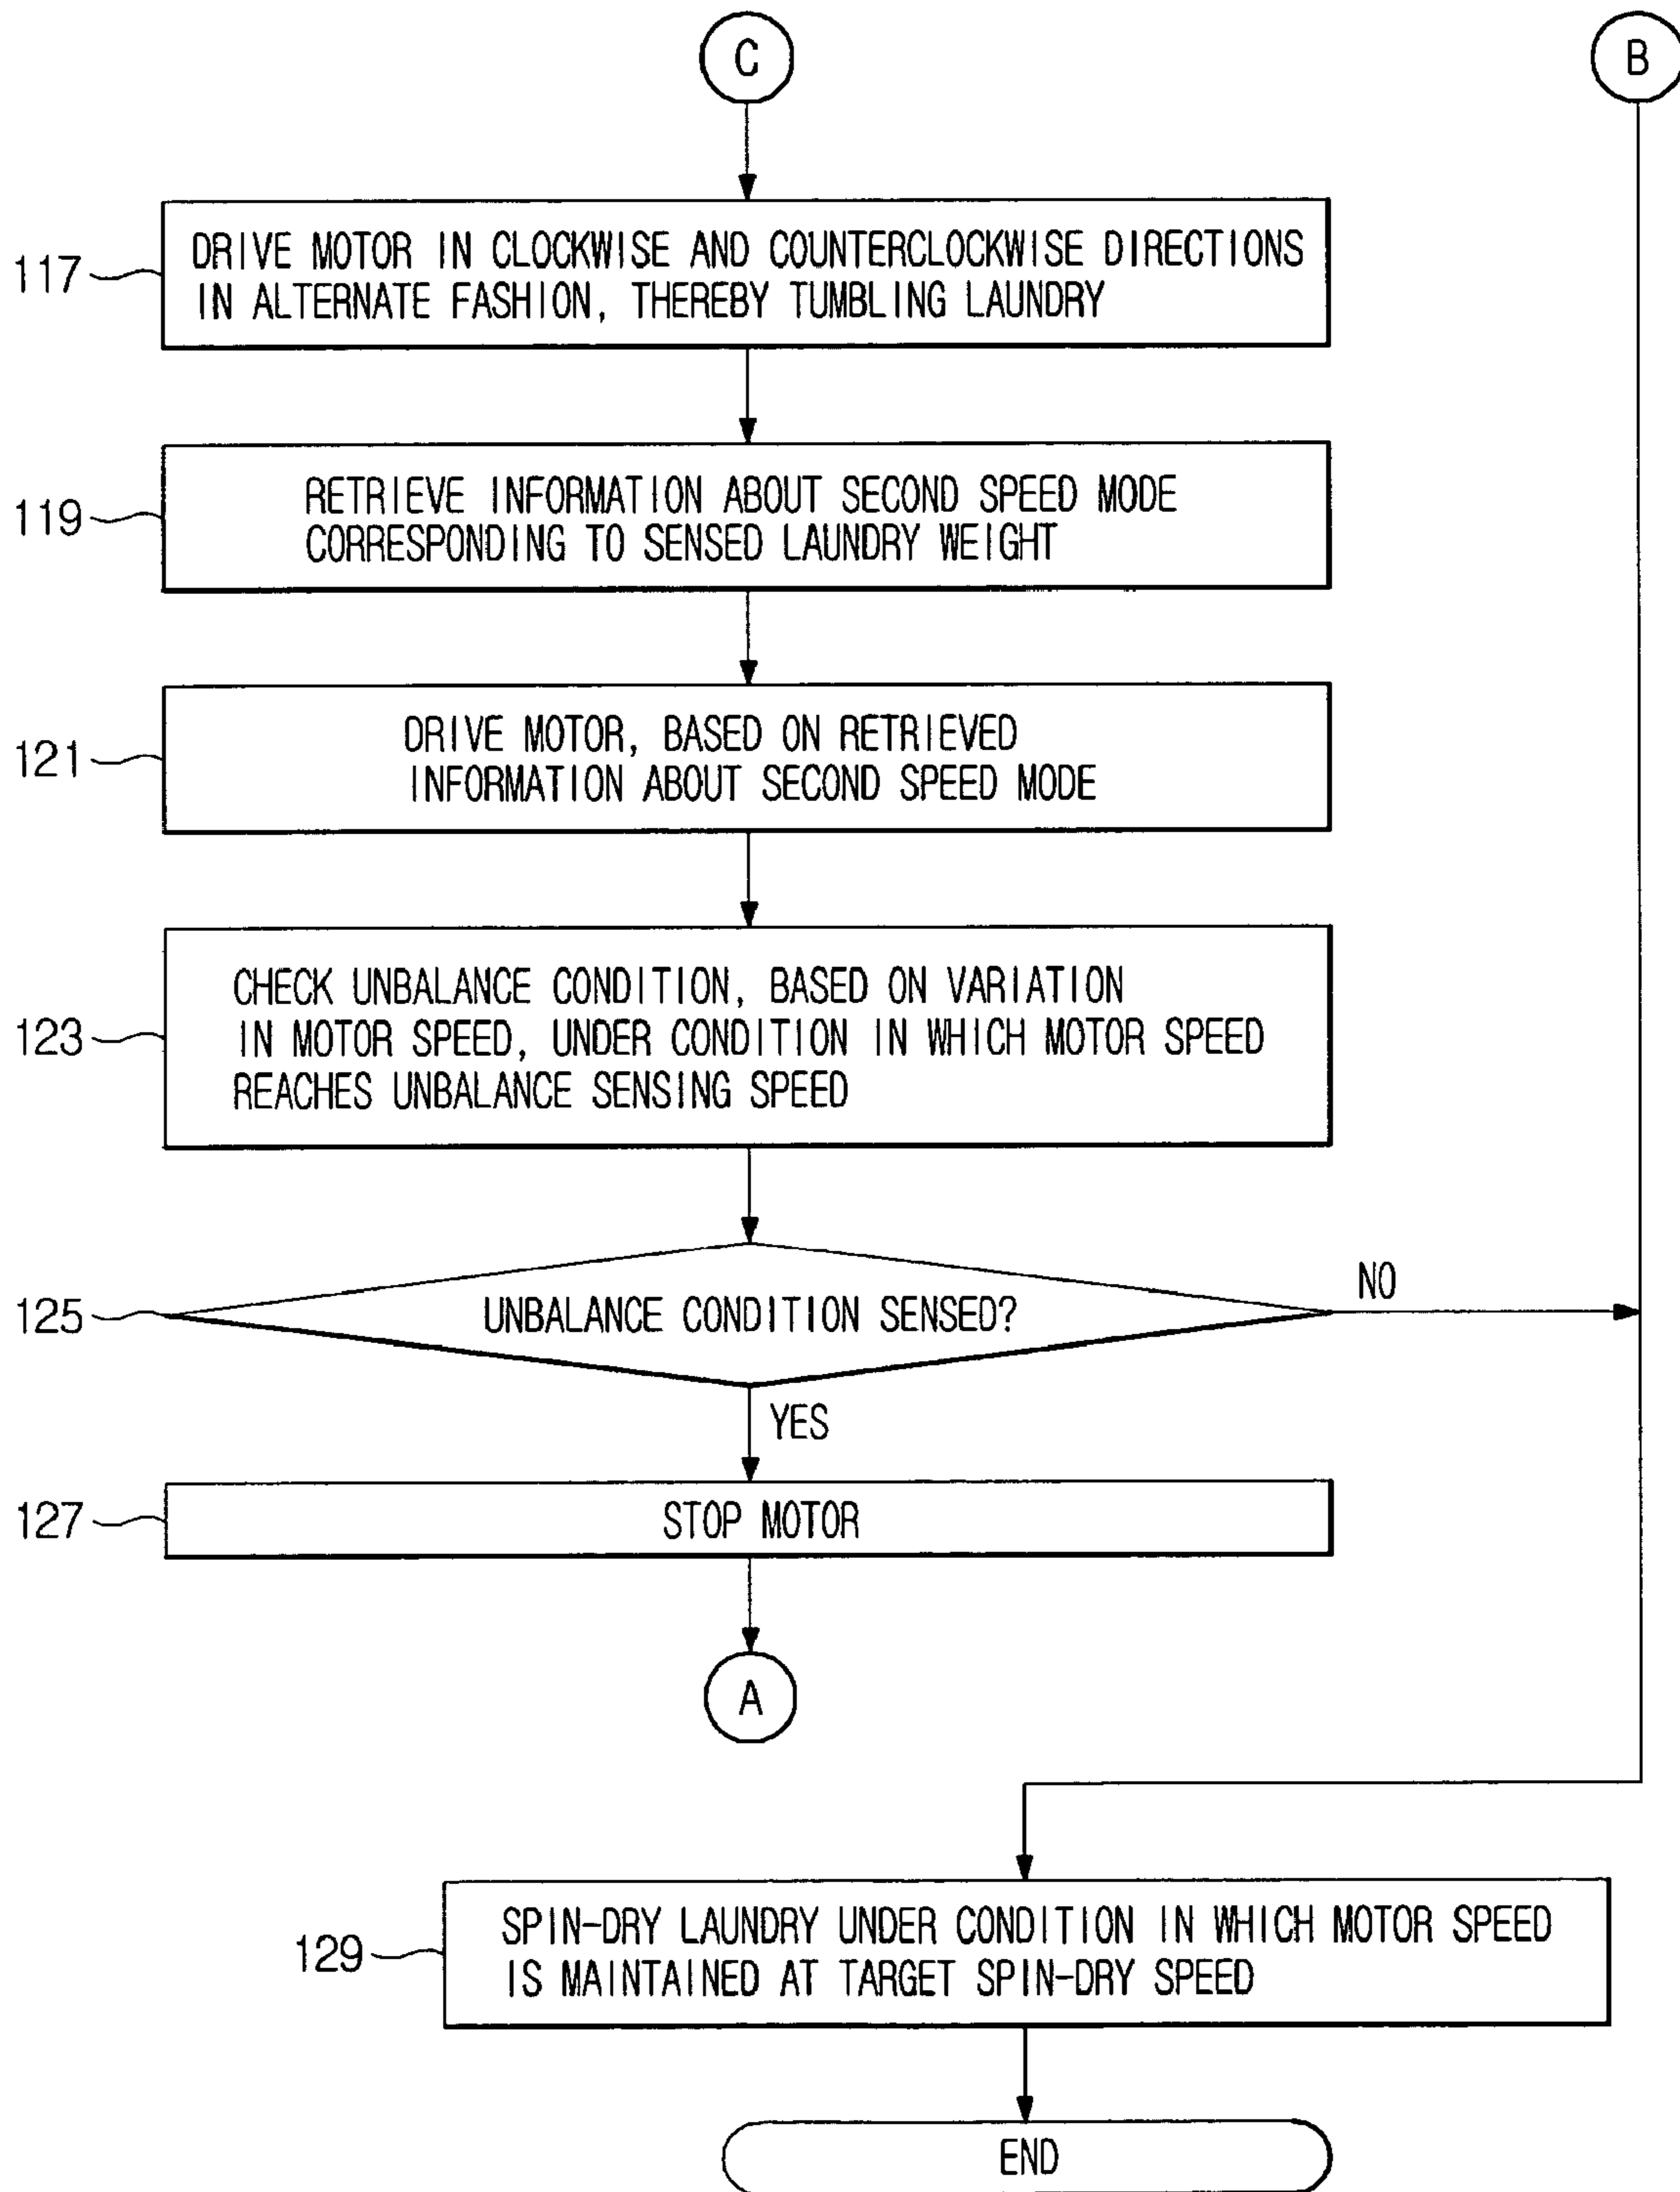 C
B
117
DRIVE MOTOR IN CLOCKWISE AND COUNTERCLOCKWISE DIRECTIONS
IN ALTERNATE FASHION, THEREBY TUMBLING LAUNDRY
119
RETRIEVE INFORMATION ABOUT SECOND SPEED MODE
CORRESPONDING TO SENSED LAUNDRY WEIGHT
121
DRIVE MOTOR, BASED ON RETRIEVED
INFORMATION ABOUT SECOND SPEED MODE
123
CHECK UNBALANCE CONDITION, BASED ON VARIATION
IN MOTOR SPEED, UNDER CONDITION IN WHICH MOTOR SPEED
REACHES UNBALANCE SENSING SPEED
125
UNBALANCE CONDITION SENSED?
NO
YES
127
STOP MOTOR
A
129
SPIN-DRY LAUNDRY UNDER CONDITION IN WHICH MOTOR SPEED
IS MAINTAINED AT TARGET SPIN-DRY SPEED
END